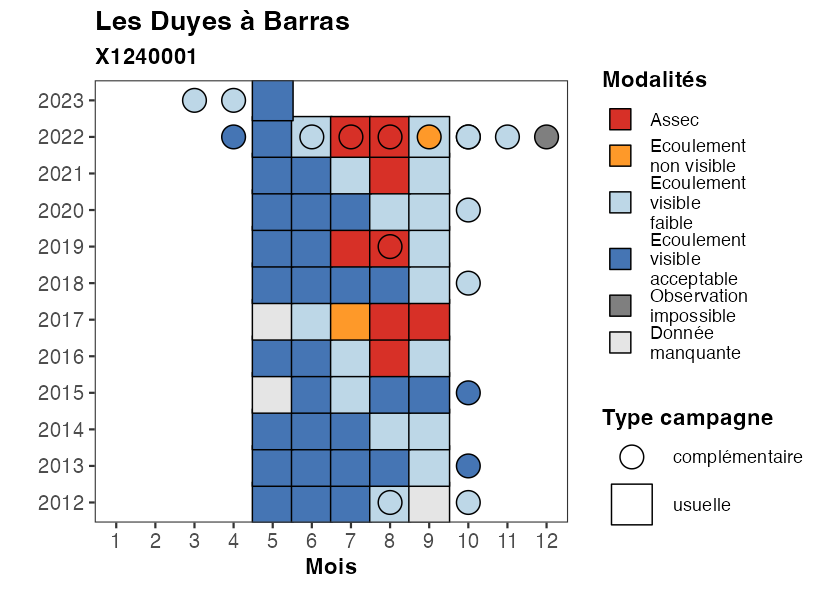 Les Duyes à Barras
X1240001
2023
2022
2021
2020
2019
2018
2017
2016
2015
2014
2013
2012
1 2 3 4 5 6 7 8 9 10 11 12
Mois
Modalités
Assec
Ecoulement
non visible
Ecoulement
visible
faible
Ecoulement
visible
acceptable
Observation
impossible
Donnée
manquante
Type campagne
complémentaire
usuelle